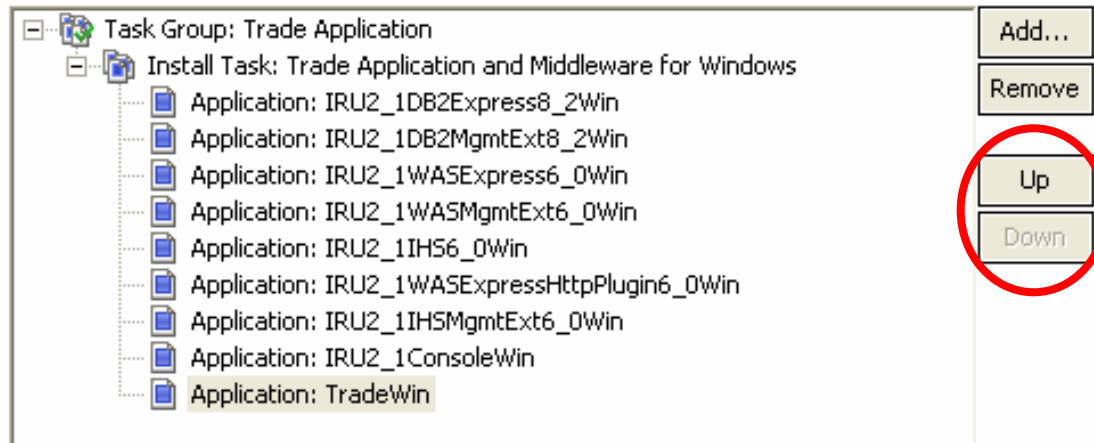 Task Group: Trade Application
Install Task: Trade Application and Middleware for Windows
Application: IRU2_1DB2Express8_2Win
Application: IRU2_1DB2MgmtExt8_2Win
Application: IRU2_1WASExpress6_0Win
Application: IRU2_1WASMgmtExt6_0Win
Application: IRU2_1IHS6_0Win
Application: IRU2_1WASExpressHttpPlugin6_0Win
Application: IRU2_1IHSMgmtExt6_0Win
Application: IRU2_1ConsoleWin
Application: TradeWin
Add...
Remove
Up
Down